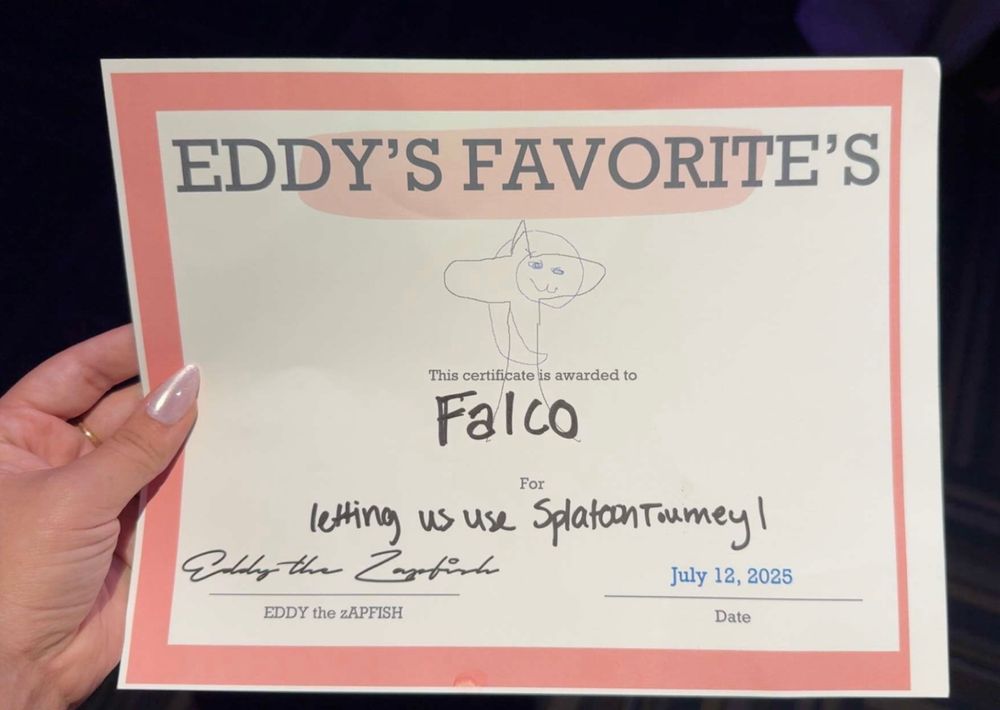 EDDY'S FAVORITE'S
This certificate is awarded to
Falco
For
letting us use SplatoonTourney1
Eddy the Zapfish
July 12, 2025
EDDY the zAPFISH
Date